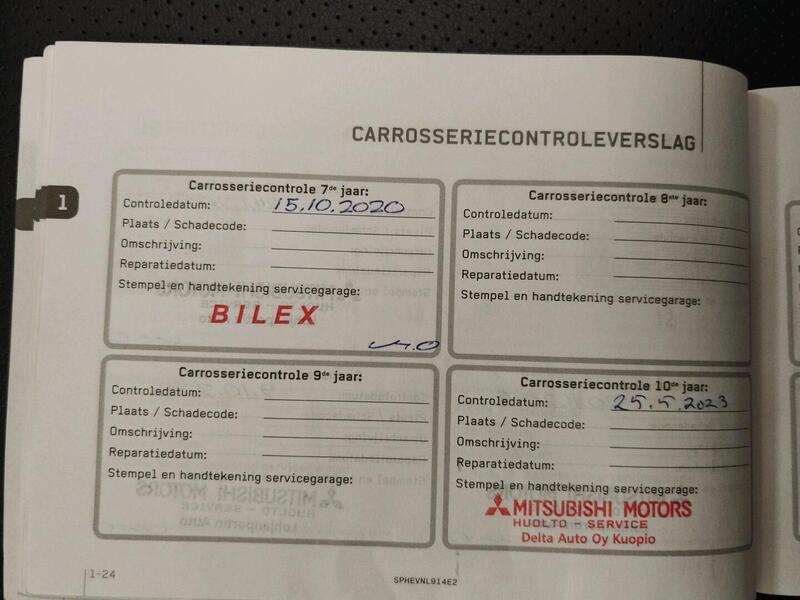 CARROSSERIECONTROLEVERSLAG
1
Carrosseriecontrole 7de jaar:
Controledatum: 15.10.2020
Plaats / Schadecode:
Omschrijving:
Reparatiedatum:
Stempel en handtekening servicegarage:
BILEX
Carrosseriecontrole 8ste jaar:
Controledatum:
Plaats / Schadecode:
Omschrijving:
Reparatiedatum:
Stempel en handtekening servicegarage:
Carrosseriecontrole 9de jaar:
Controledatum:
Plaats / Schadecode:
Omschrijving:
Reparatiedatum:
Stempel en handtekening servicegarage:
Carrosseriecontrole 10de jaar:
Controledatum: 25.5.2023
Plaats / Schadecode:
Omschrijving:
Reparatiedatum:
Stempel en handtekening servicegarage:
MITSUBISHI MOTORS
HUOLTO - SERVICE
Delta Auto Oy Kuopio
1-24
SPHEVNL914E2